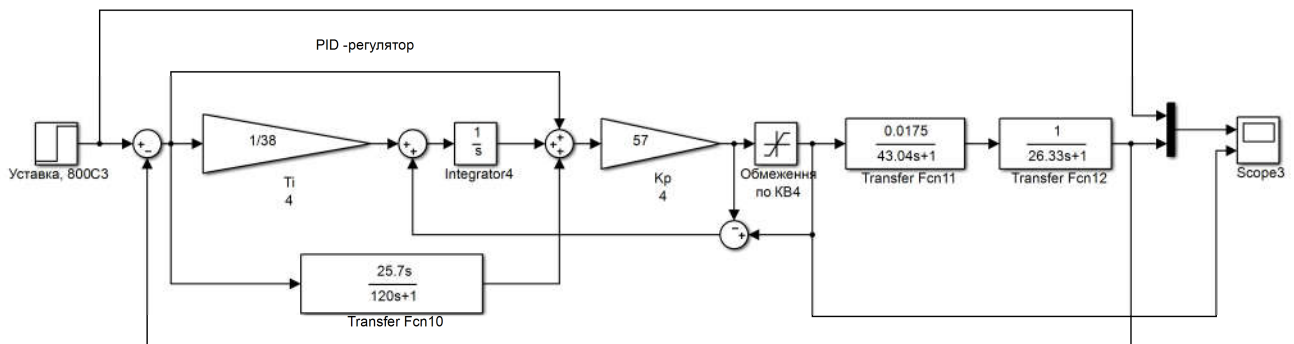 PID -регулятор
Уставка, 800С3
1/38
Ti
4
1
s
Integrator4
57
Kp
4
Обмеження
по КВ4
0.0175
43.04s+1
Transfer Fcn11
1
26.33s+1
Transfer Fcn12
Scope3
25.7s
120s+1
Transfer Fcn10